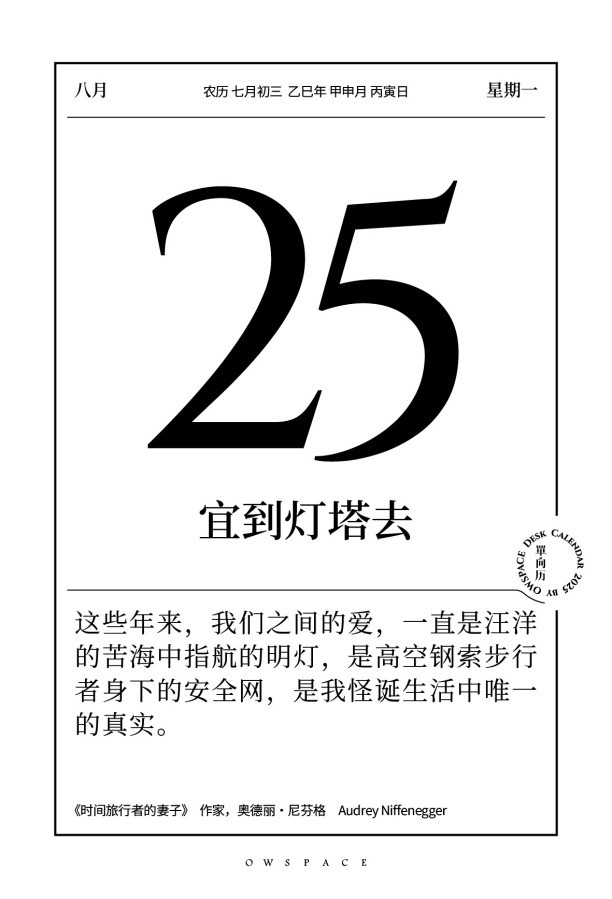 八月
农历 七月初三 乙巳年 甲申月 丙寅日
星期一
25
宜到灯塔去
DESK CALENDAR 2025 BY OWSPACE
單向历
这些年来，我们之间的爱，一直是汪洋
的苦海中指航的明灯，是高空钢索步行
者身下的安全网，是我怪诞生活中唯一
的真实。
《时间旅行者的妻子》 作家，奥德丽·尼芬格 Audrey Niffenegger
OWSPACE